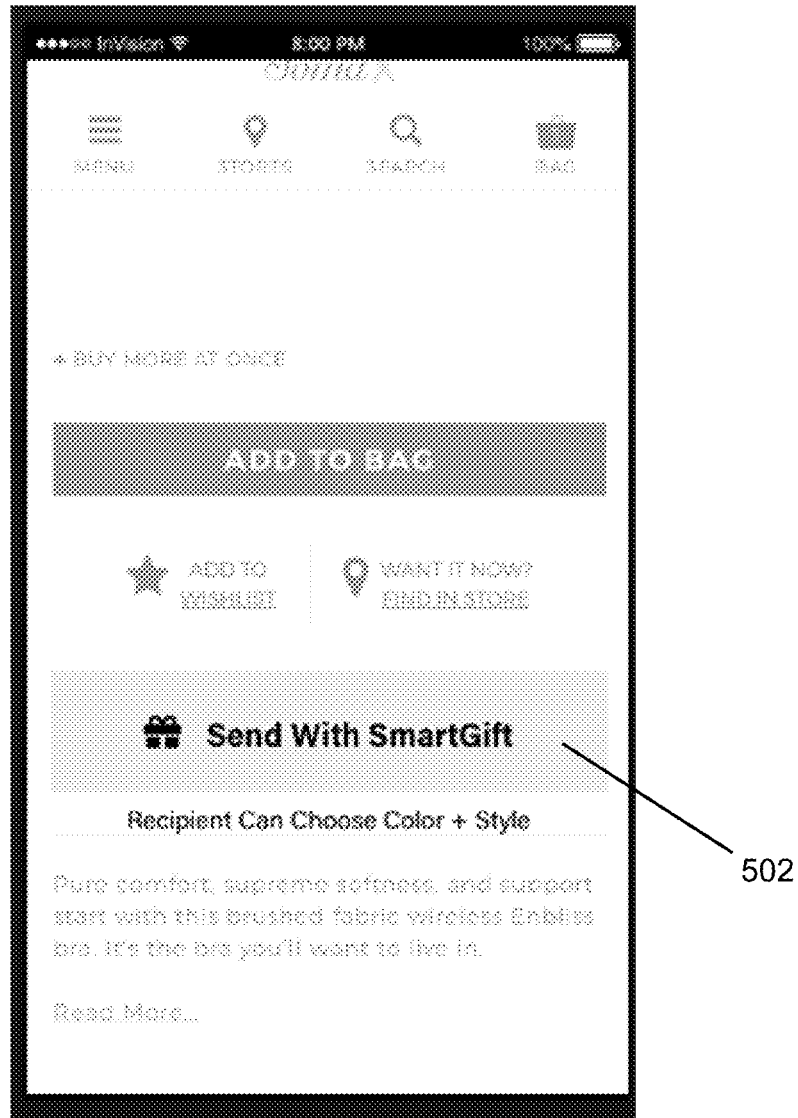 InVision 8:00 PM 100%
MENU STORES SEARCH BAG
+ BUY MORE AT ONCE
ADD TO BAG
ADD TO
WISHLIST
WANT IT NOW?
FIND IN STORE
Send With SmartGift
Recipient Can Choose Color + Style
502
Pure comfort, supreme softness, and support
start with this brushed fabric wireless Enbliss
bra. It's the bra you'll want to live in.
Read More...